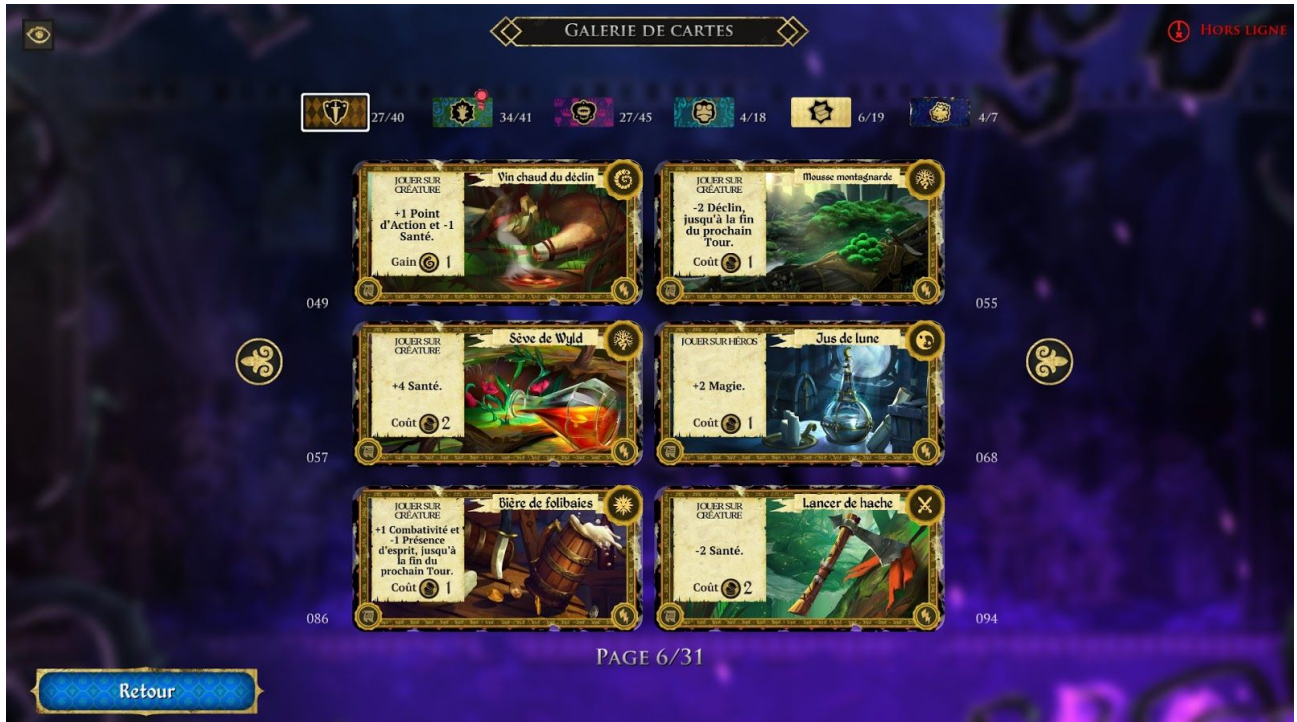 GALERIE DE CARTES
HORS LIGNE
27/40
34/41
27/45
4/18
6/19
4/7
JOUER SUR
CRÉATURE
Vin chaud du déclin
+1 Point
d'Action et -1
Santé.
Gain 1
049
JOUER SUR
CRÉATURE
Mousse montagnarde
-2 Déclin,
jusqu'à la fin
du prochain
Tour.
Coût 1
055
JOUER SUR
CRÉATURE
Sève de Wyld
+4 Santé.
Coût 2
057
JOUER SUR HÉROS
Jus de lune
+2 Magie.
Coût 1
068
JOUER SUR
CRÉATURE
Bière de folibaies
+1 Combativité et
-1 Présence
d'esprit, jusqu'à
la fin du
prochain Tour.
Coût 1
086
JOUER SUR
CRÉATURE
Lancer de hache
-2 Santé.
Coût 2
094
PAGE 6/31
Retour